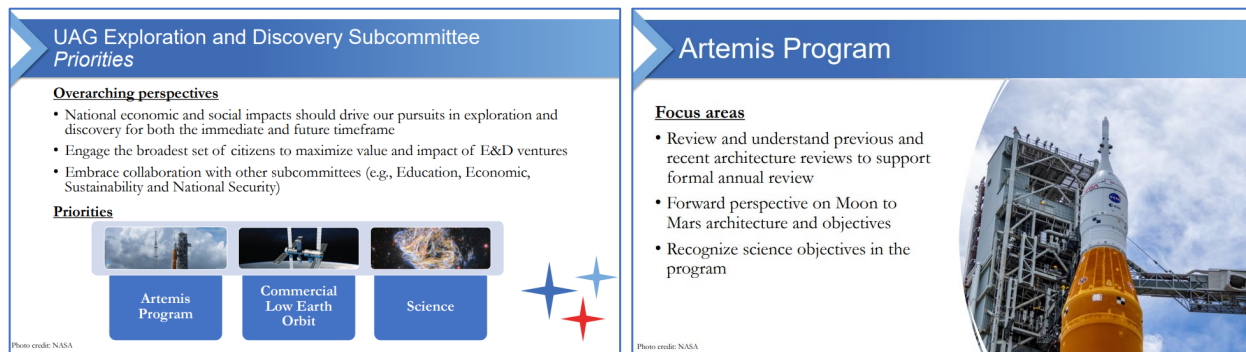 UAG Exploration and Discovery Subcommittee
Priorities
Overarching perspectives
• National economic and social impacts should drive our pursuits in exploration and
discovery for both the immediate and future timeframe
• Engage the broadest set of citizens to maximize value and impact of E&D ventures
• Embrace collaboration with other subcommittees (e.g., Education, Economic,
Sustainability and National Security)
Priorities
Artemis
Program
Commercial
Low Earth
Orbit
Science
Photo credit: NASA
Artemis Program
Focus areas
• Review and understand previous and
recent architecture reviews to support
formal annual review
• Forward perspective on Moon to
Mars architecture and objectives
• Recognize science objectives in the
program
NASA
Photo credit: NASA